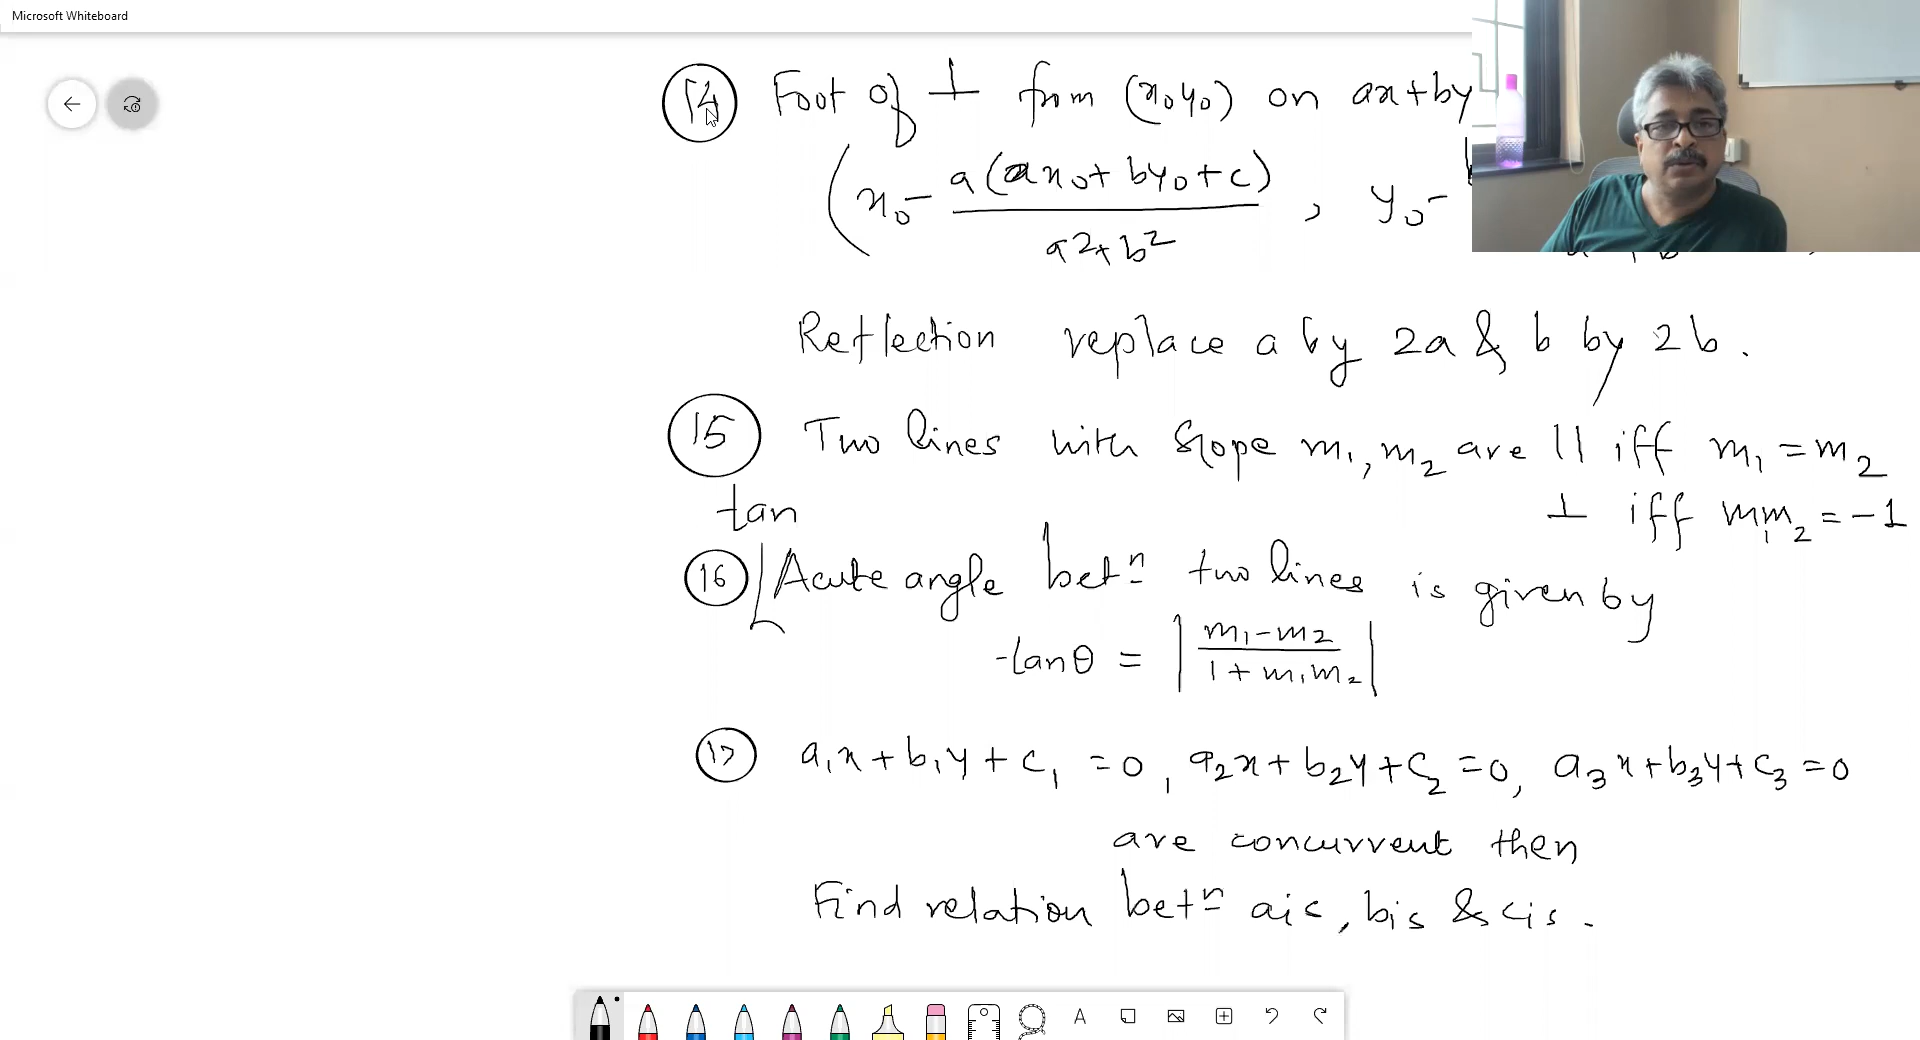 Microsoft Whiteboard
14 Foot of ⊥ from (x₀y₀) on ax+by
(x₀ - a(ax₀+by₀+c) / a²+b² , y₀ -
Reflection replace a by 2a & b by 2b.
15 Two lines with slope m₁, m₂ are || iff m₁ = m₂
⊥ iff m₁m₂ = -1
tan
16 Acute angle betⁿ two lines is given by
tanθ = | m₁-m₂ / 1+m₁m₂ |
17 a₁x+b₁y+c₁ =0, a₂x+b₂y+c₂=0, a₃x+b₃y+c₃=0
are concurrent then
Find relation betⁿ ais, bis & cis.
A